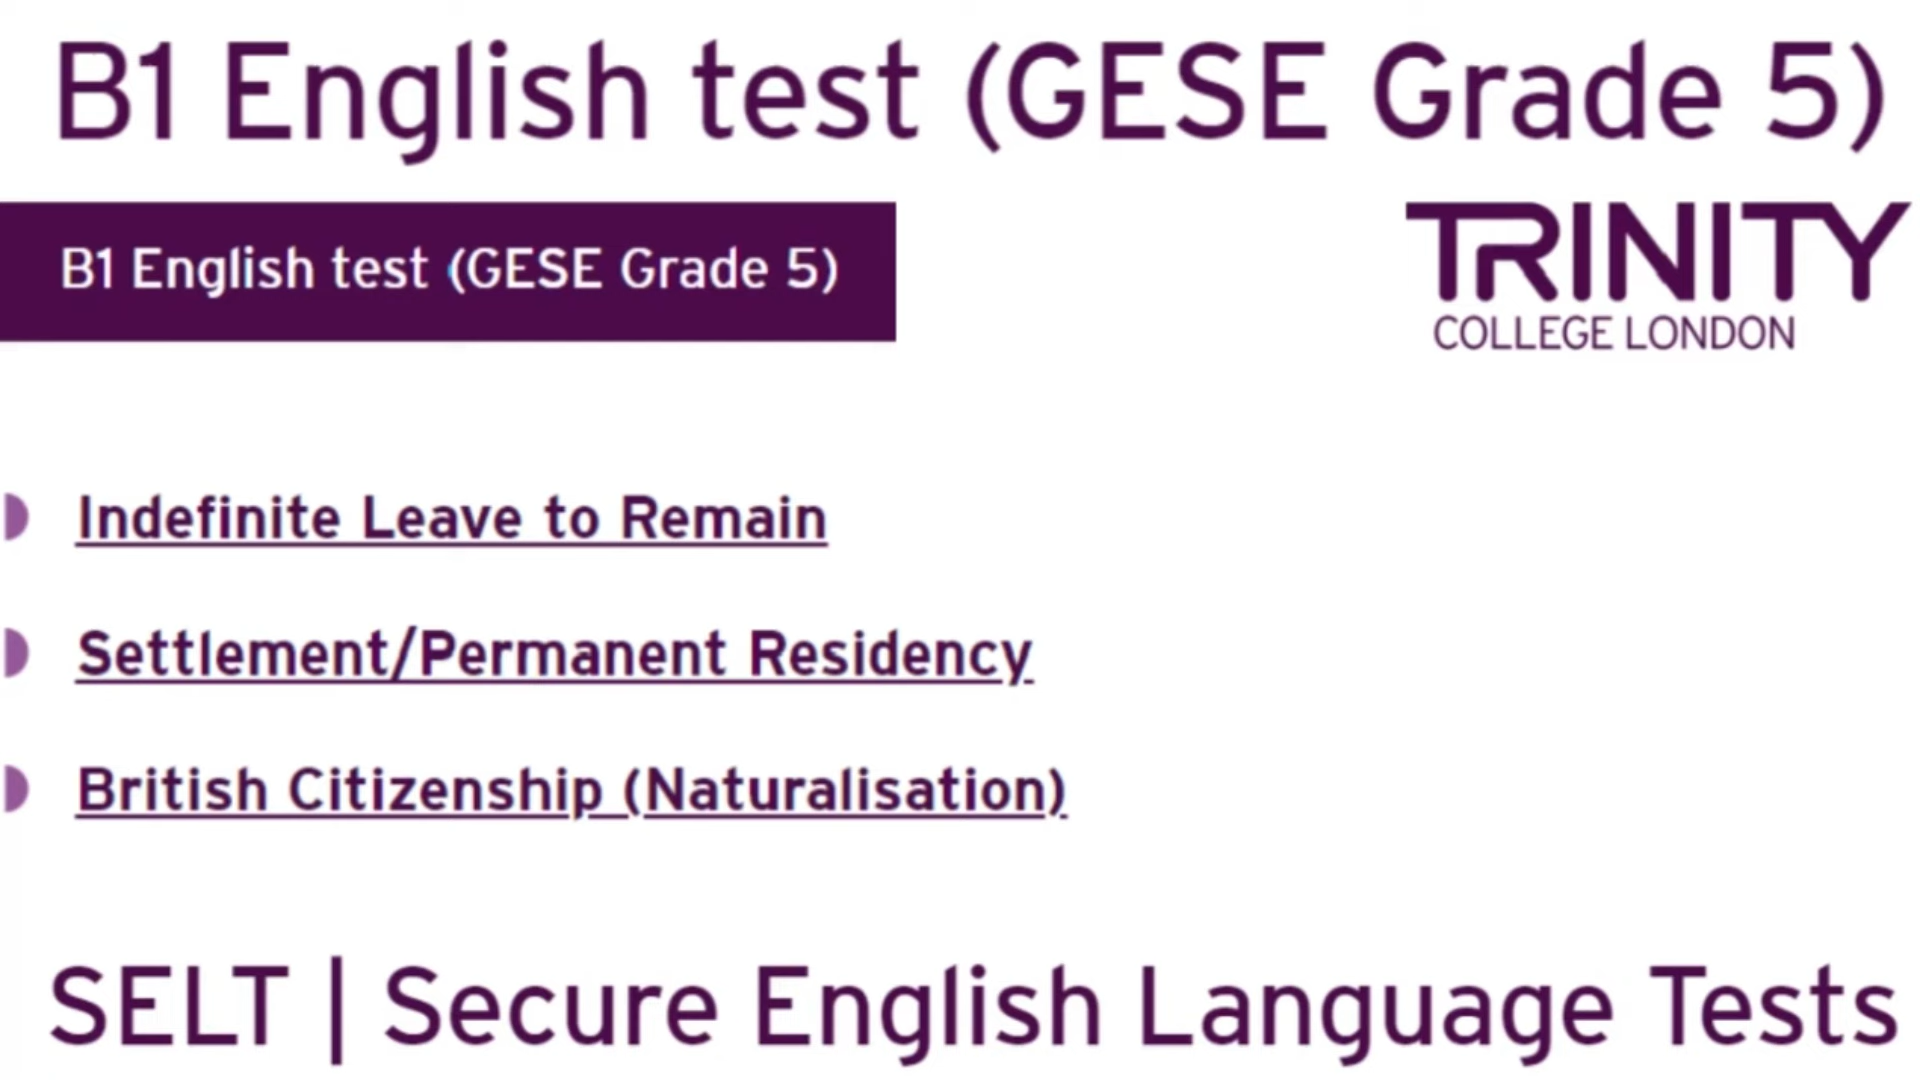 B1 English test (GESE Grade 5)
B1 English test (GESE Grade 5)
TRINITY
COLLEGE LONDON
Indefinite Leave to Remain
Settlement/Permanent Residency
British Citizenship (Naturalisation)
SELT | Secure English Language Tests